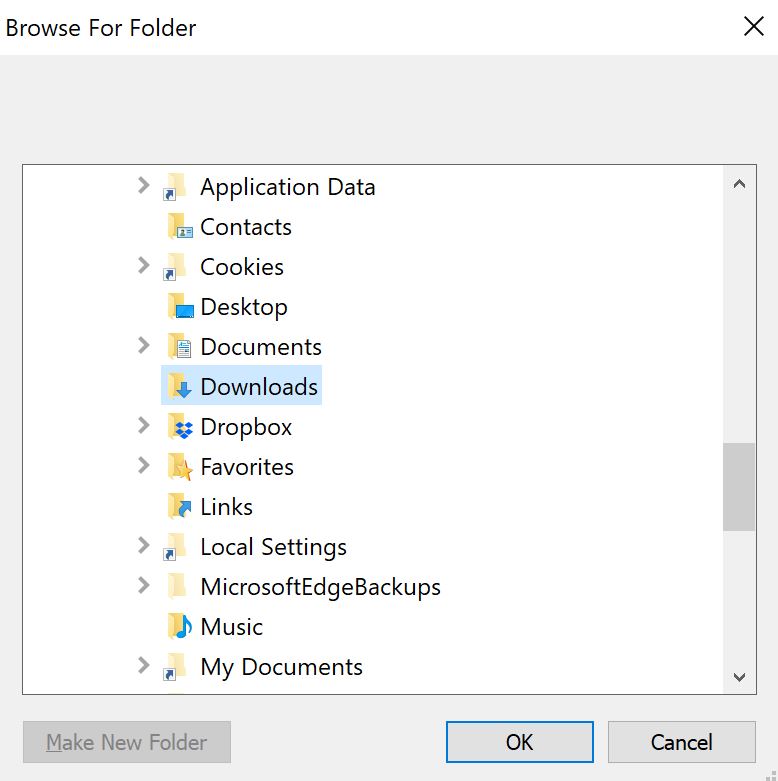 Browse For Folder
Application Data
Contacts
Cookies
Desktop
Documents
Downloads
Dropbox
Favorites
Links
Local Settings
MicrosoftEdgeBackups
Music
My Documents
Make New Folder
OK
Cancel